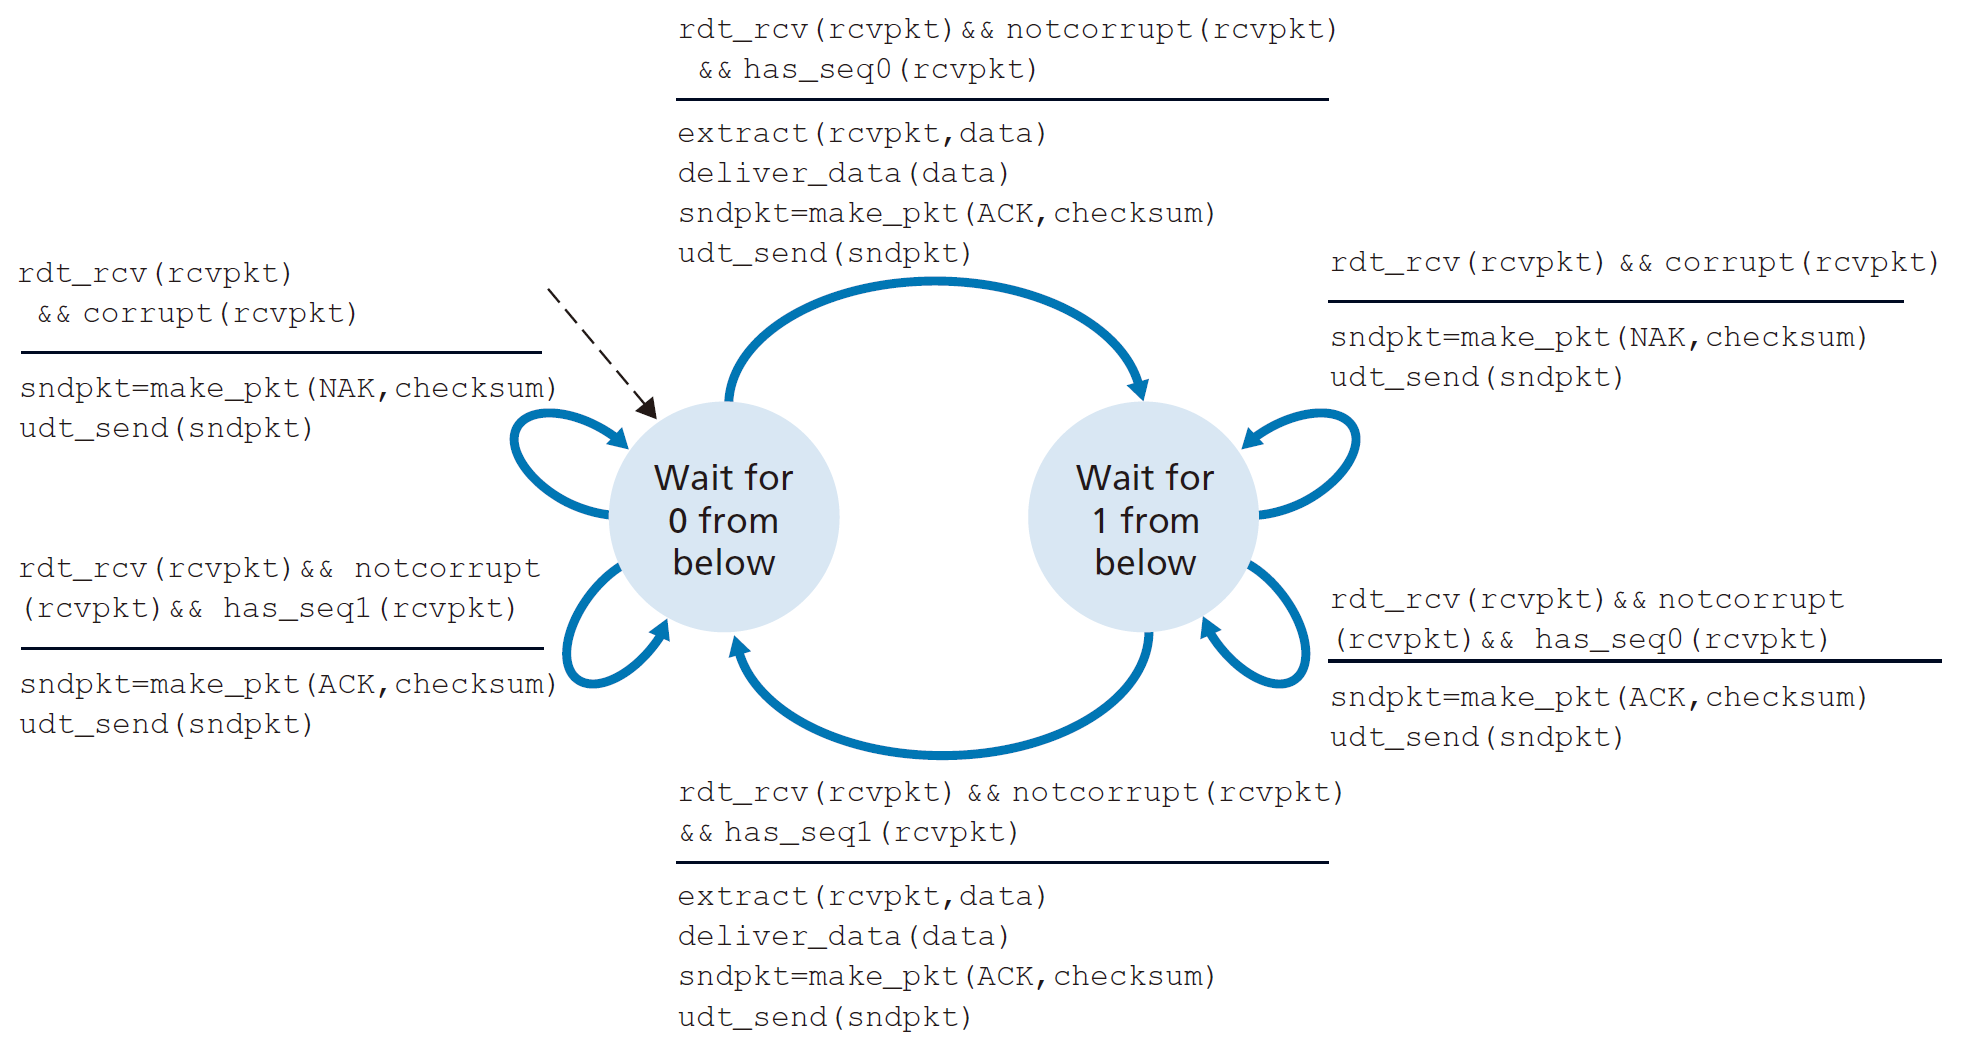 rdt_rcv(rcvpkt)&& notcorrupt(rcvpkt)
&& has_seq0(rcvpkt)
extract(rcvpkt,data)
deliver_data(data)
sndpkt=make_pkt(ACK,checksum)
udt_send(sndpkt)
rdt_rcv(rcvpkt)
&& corrupt(rcvpkt)
sndpkt=make_pkt(NAK,checksum)
udt_send(sndpkt)
rdt_rcv(rcvpkt) && corrupt(rcvpkt)
sndpkt=make_pkt(NAK,checksum)
udt_send(sndpkt)
Wait for
0 from
below
Wait for
1 from
below
rdt_rcv(rcvpkt)&& notcorrupt
(rcvpkt)&& has_seq1(rcvpkt)
sndpkt=make_pkt(ACK,checksum)
udt_send(sndpkt)
rdt_rcv(rcvpkt)&& notcorrupt
(rcvpkt)&& has_seq0(rcvpkt)
sndpkt=make_pkt(ACK,checksum)
udt_send(sndpkt)
rdt_rcv(rcvpkt) && notcorrupt(rcvpkt)
&& has_seq1(rcvpkt)
extract(rcvpkt,data)
deliver_data(data)
sndpkt=make_pkt(ACK,checksum)
udt_send(sndpkt)